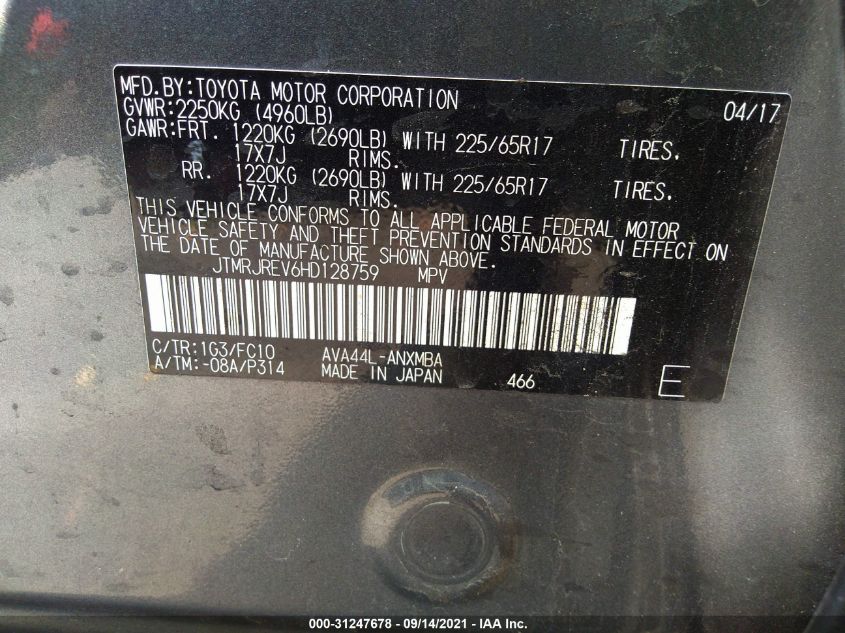 MFD.BY:TOYOTA MOTOR CORPORATION 04/17
GVWR:2250KG (4960LB)
GAWR:FRT. 1220KG (2690LB) WITH 225/65R17 TIRES,
17X7J RIMS.
RR. 1220KG (2690LB) WITH 225/65R17 TIRES,
17X7J RIMS.
THIS VEHICLE CONFORMS TO ALL APPLICABLE FEDERAL MOTOR
VEHICLE SAFETY AND THEFT PREVENTION STANDARDS IN EFFECT ON
THE DATE OF MANUFACTURE SHOWN ABOVE.
JTMRJREV6HD128759 MPV
C/TR:1G3/FC10 AVA44L-ANXMBA
A/TM:-08A/P314 MADE IN JAPAN 466 E
000-31247678 - 09/14/2021 - IAA Inc.